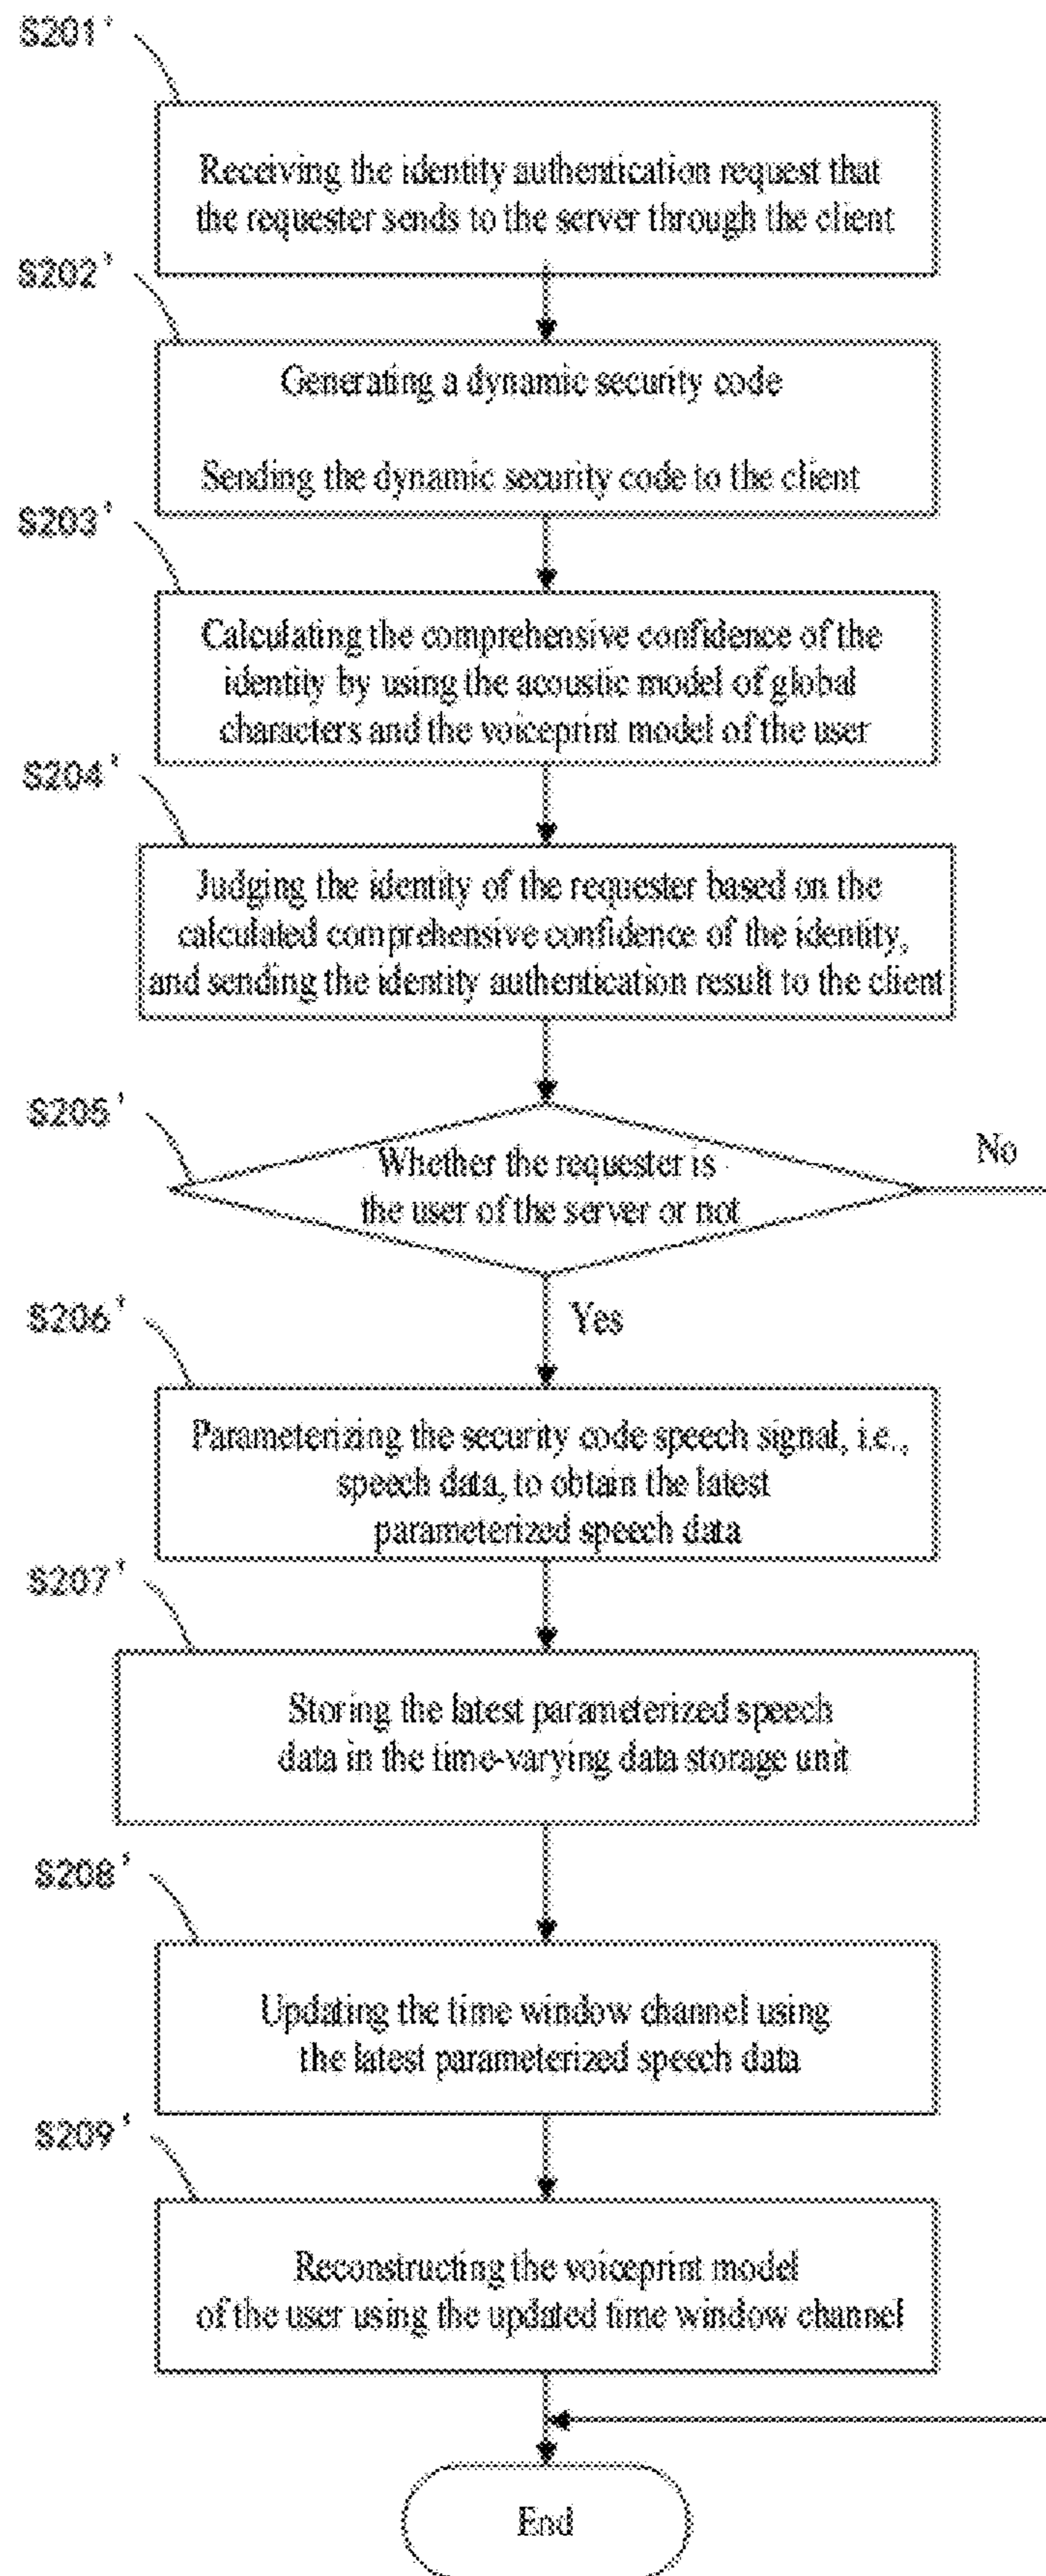 S201'
Receiving the identity authentication request that
the requester sends to the server through the client
S202'
Generating a dynamic security code
Sending the dynamic security code to the client
S203'
Calculating the comprehensive confidence of the
identity by using the acoustic model of global
characters and the voiceprint model of the user
S204'
Judging the identity of the requester based on the
calculated comprehensive confidence of the identity,
and sending the identity authentication result to the client
S205'
Whether the requester is
the user of the server or not
No
Yes
S206'
Parameterizing the security code speech signal, i.e.,
speech data, to obtain the latest
parameterized speech data
S207'
Storing the latest parameterized speech
data in the time-varying data storage unit
S208'
Updating the time window channel using
the latest parameterized speech data
S209'
Reconstructing the voiceprint model
of the user using the updated time window channel
End